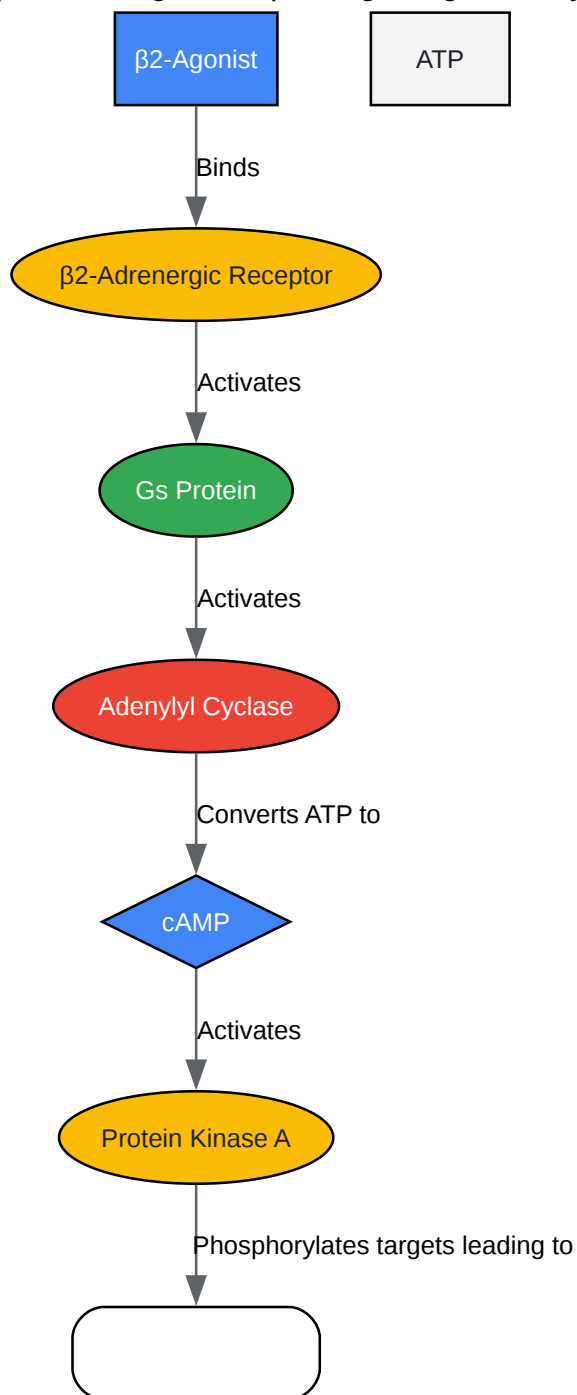 β2-Agonist
ATP
Binds
β2-Adrenergic Receptor
Activates
Gs Protein
Activates
Adenylyl Cyclase
Converts ATP to
cAMP
Activates
Protein Kinase A
Phosphorylates targets leading to